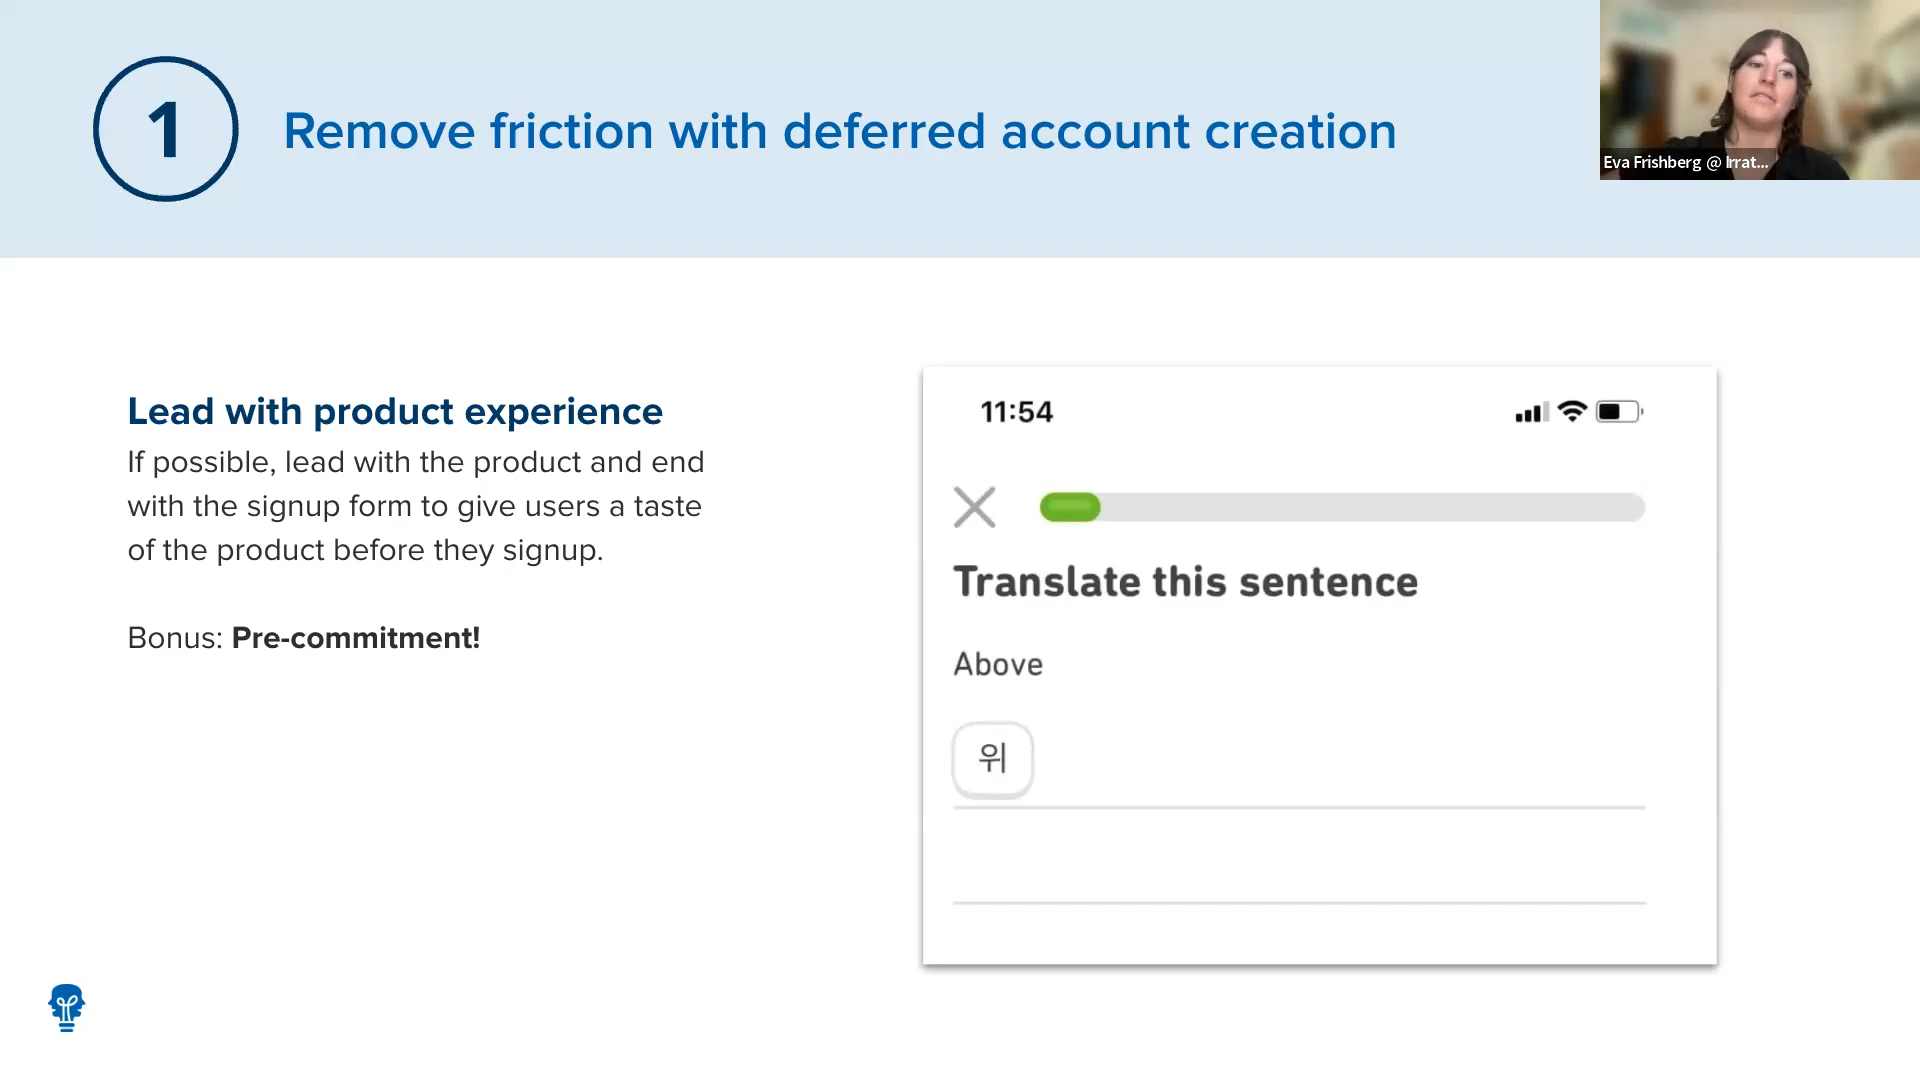 1
Remove friction with deferred account creation
Eva Frishberg @ Irrat...
Lead with product experience
If possible, lead with the product and end
with the signup form to give users a taste
of the product before they signup.
Bonus: Pre-commitment!
11:54
Translate this sentence
Above
위